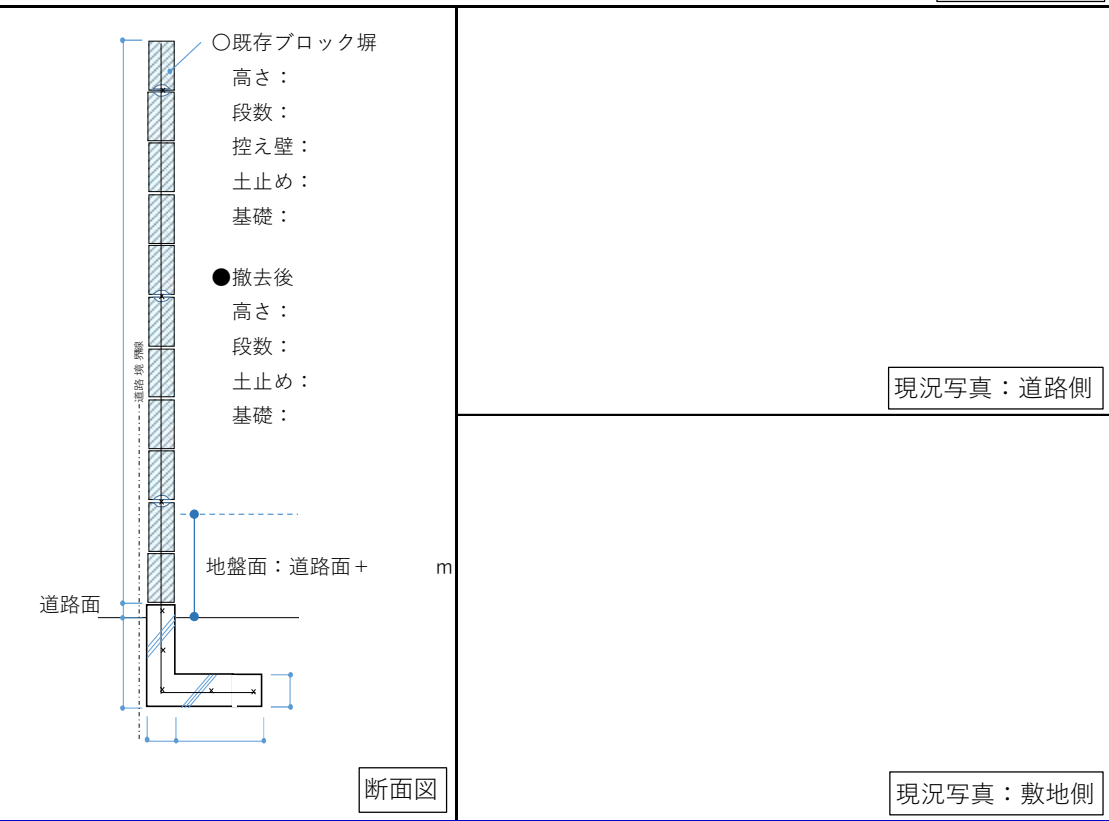 ○既存ブロック塀
高さ：
段数：
控え壁：
土止め：
基礎：
●撤去後
高さ：
段数：
土止め：
基礎：
道路境界線
地盤面：道路面＋　　　m
道路面
断面図
現況写真：道路側
現況写真：敷地側